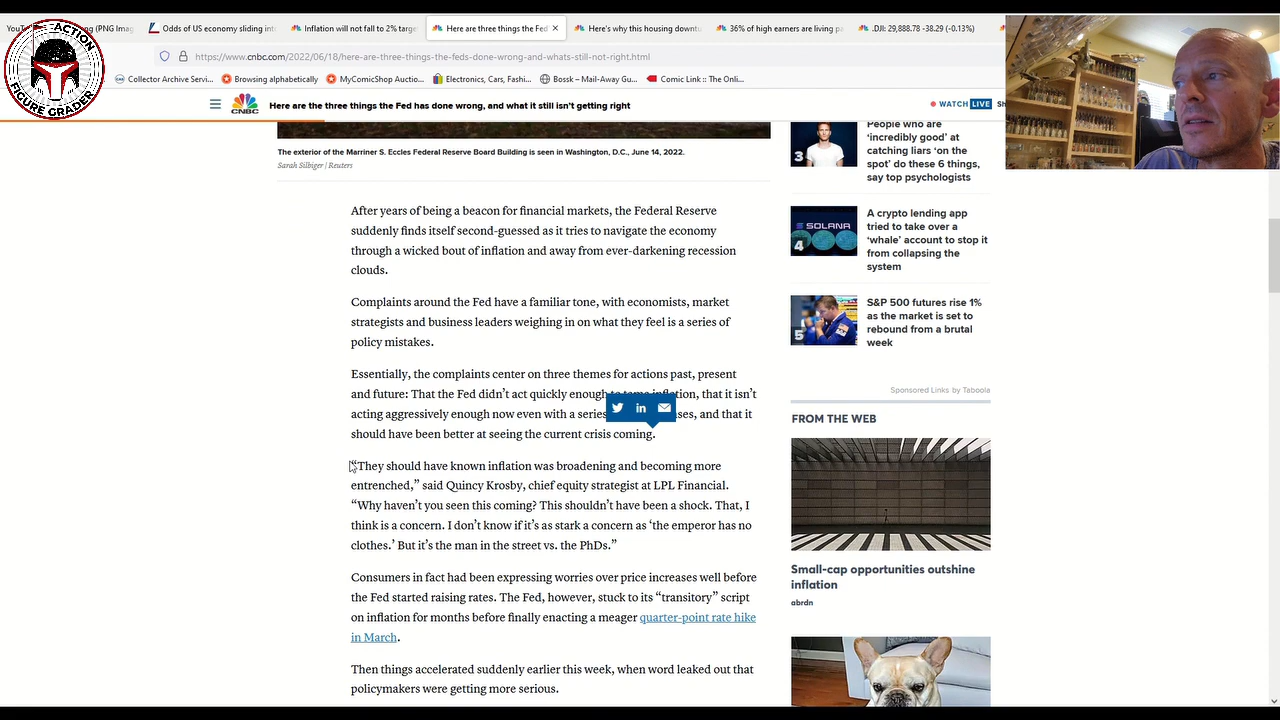 ng (PNG Imag
Odds of US economy sliding int
Inflation will not fall to 2% targe
Here are three things the Fed
Here's why this housing downtu
36% of high earners are living pa
.DJI: 29,888.78 -38.29 (-0.13%)
https://www.cnbc.com/2022/06/18/here-are-three-things-the-feds-done-wrong-and-whats-still-not-right.html
Collector Archive Servi...
Browsing alphabetically
MyComicShop Auctio...
Electronics, Cars, Fashi...
Bossk – Mail-Away Gu...
Comic Link :: The Onli...
ACTION
FIGURE GRADER
CNBC
Here are the three things the Fed has done wrong, and what it still isn't getting right
WATCH LIVE
The exterior of the Marriner S. Eccles Federal Reserve Board Building is seen in Washington, D.C., June 14, 2022.
Sarah Silbiger | Reuters
After years of being a beacon for financial markets, the Federal Reserve
suddenly finds itself second-guessed as it tries to navigate the economy
through a wicked bout of inflation and away from ever-darkening recession
clouds.
Complaints around the Fed have a familiar tone, with economists, market
strategists and business leaders weighing in on what they feel is a series of
policy mistakes.
Essentially, the complaints center on three themes for actions past, present
and future: That the Fed didn't act quickly enough to tame inflation, that it isn't
acting aggressively enough now even with a series ses, and that it
should have been better at seeing the current crisis coming.
“They should have known inflation was broadening and becoming more
entrenched,” said Quincy Krosby, chief equity strategist at LPL Financial.
“Why haven't you seen this coming? This shouldn't have been a shock. That, I
think is a concern. I don't know if it's as stark a concern as ‘the emperor has no
clothes.’ But it's the man in the street vs. the PhDs.”
Consumers in fact had been expressing worries over price increases well before
the Fed started raising rates. The Fed, however, stuck to its “transitory” script
on inflation for months before finally enacting a meager quarter-point rate hike
in March.
Then things accelerated suddenly earlier this week, when word leaked out that
policymakers were getting more serious.
3
People who are
‘incredibly good’ at
catching liars ‘on the
spot’ do these 6 things,
say top psychologists
SOLANA
4
A crypto lending app
tried to take over a
‘whale’ account to stop it
from collapsing the
system
5
S&P 500 futures rise 1%
as the market is set to
rebound from a brutal
week
Sponsored Links by Taboola
FROM THE WEB
Small-cap opportunities outshine
inflation
abrdn